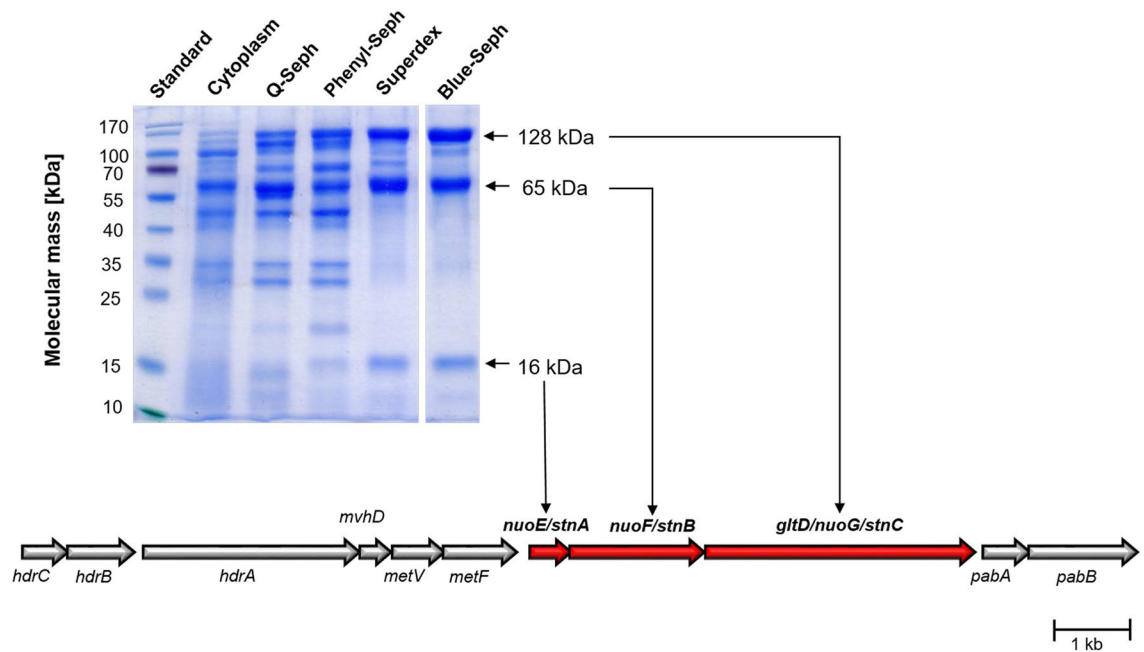 Standard
Cytoplasm
Q-Seph
Phenyl-Seph
Superdex
Blue-Seph
Molecular mass [kDa]
170
100
70
55
40
35
25
15
10
128 kDa
65 kDa
16 kDa
mvhD
nuoE/stnA
nuoF/stnB
gltD/nuoG/stnC
hdrC
hdrB
hdrA
metV
metF
pabA
pabB
1 kb